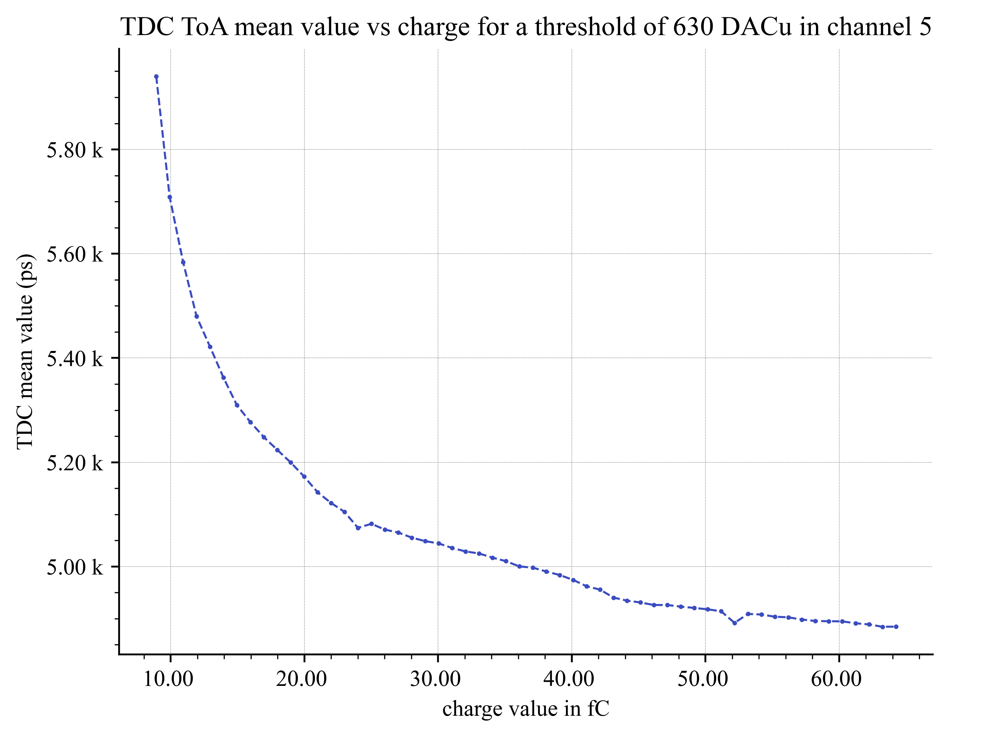 TDC ToA mean value vs charge for a threshold of 630 DACu in channel 5
TDC mean value (ps)
5.80 k
5.60 k
5.40 k
5.20 k
5.00 k
10.00 20.00 30.00 40.00 50.00 60.00
charge value in fC